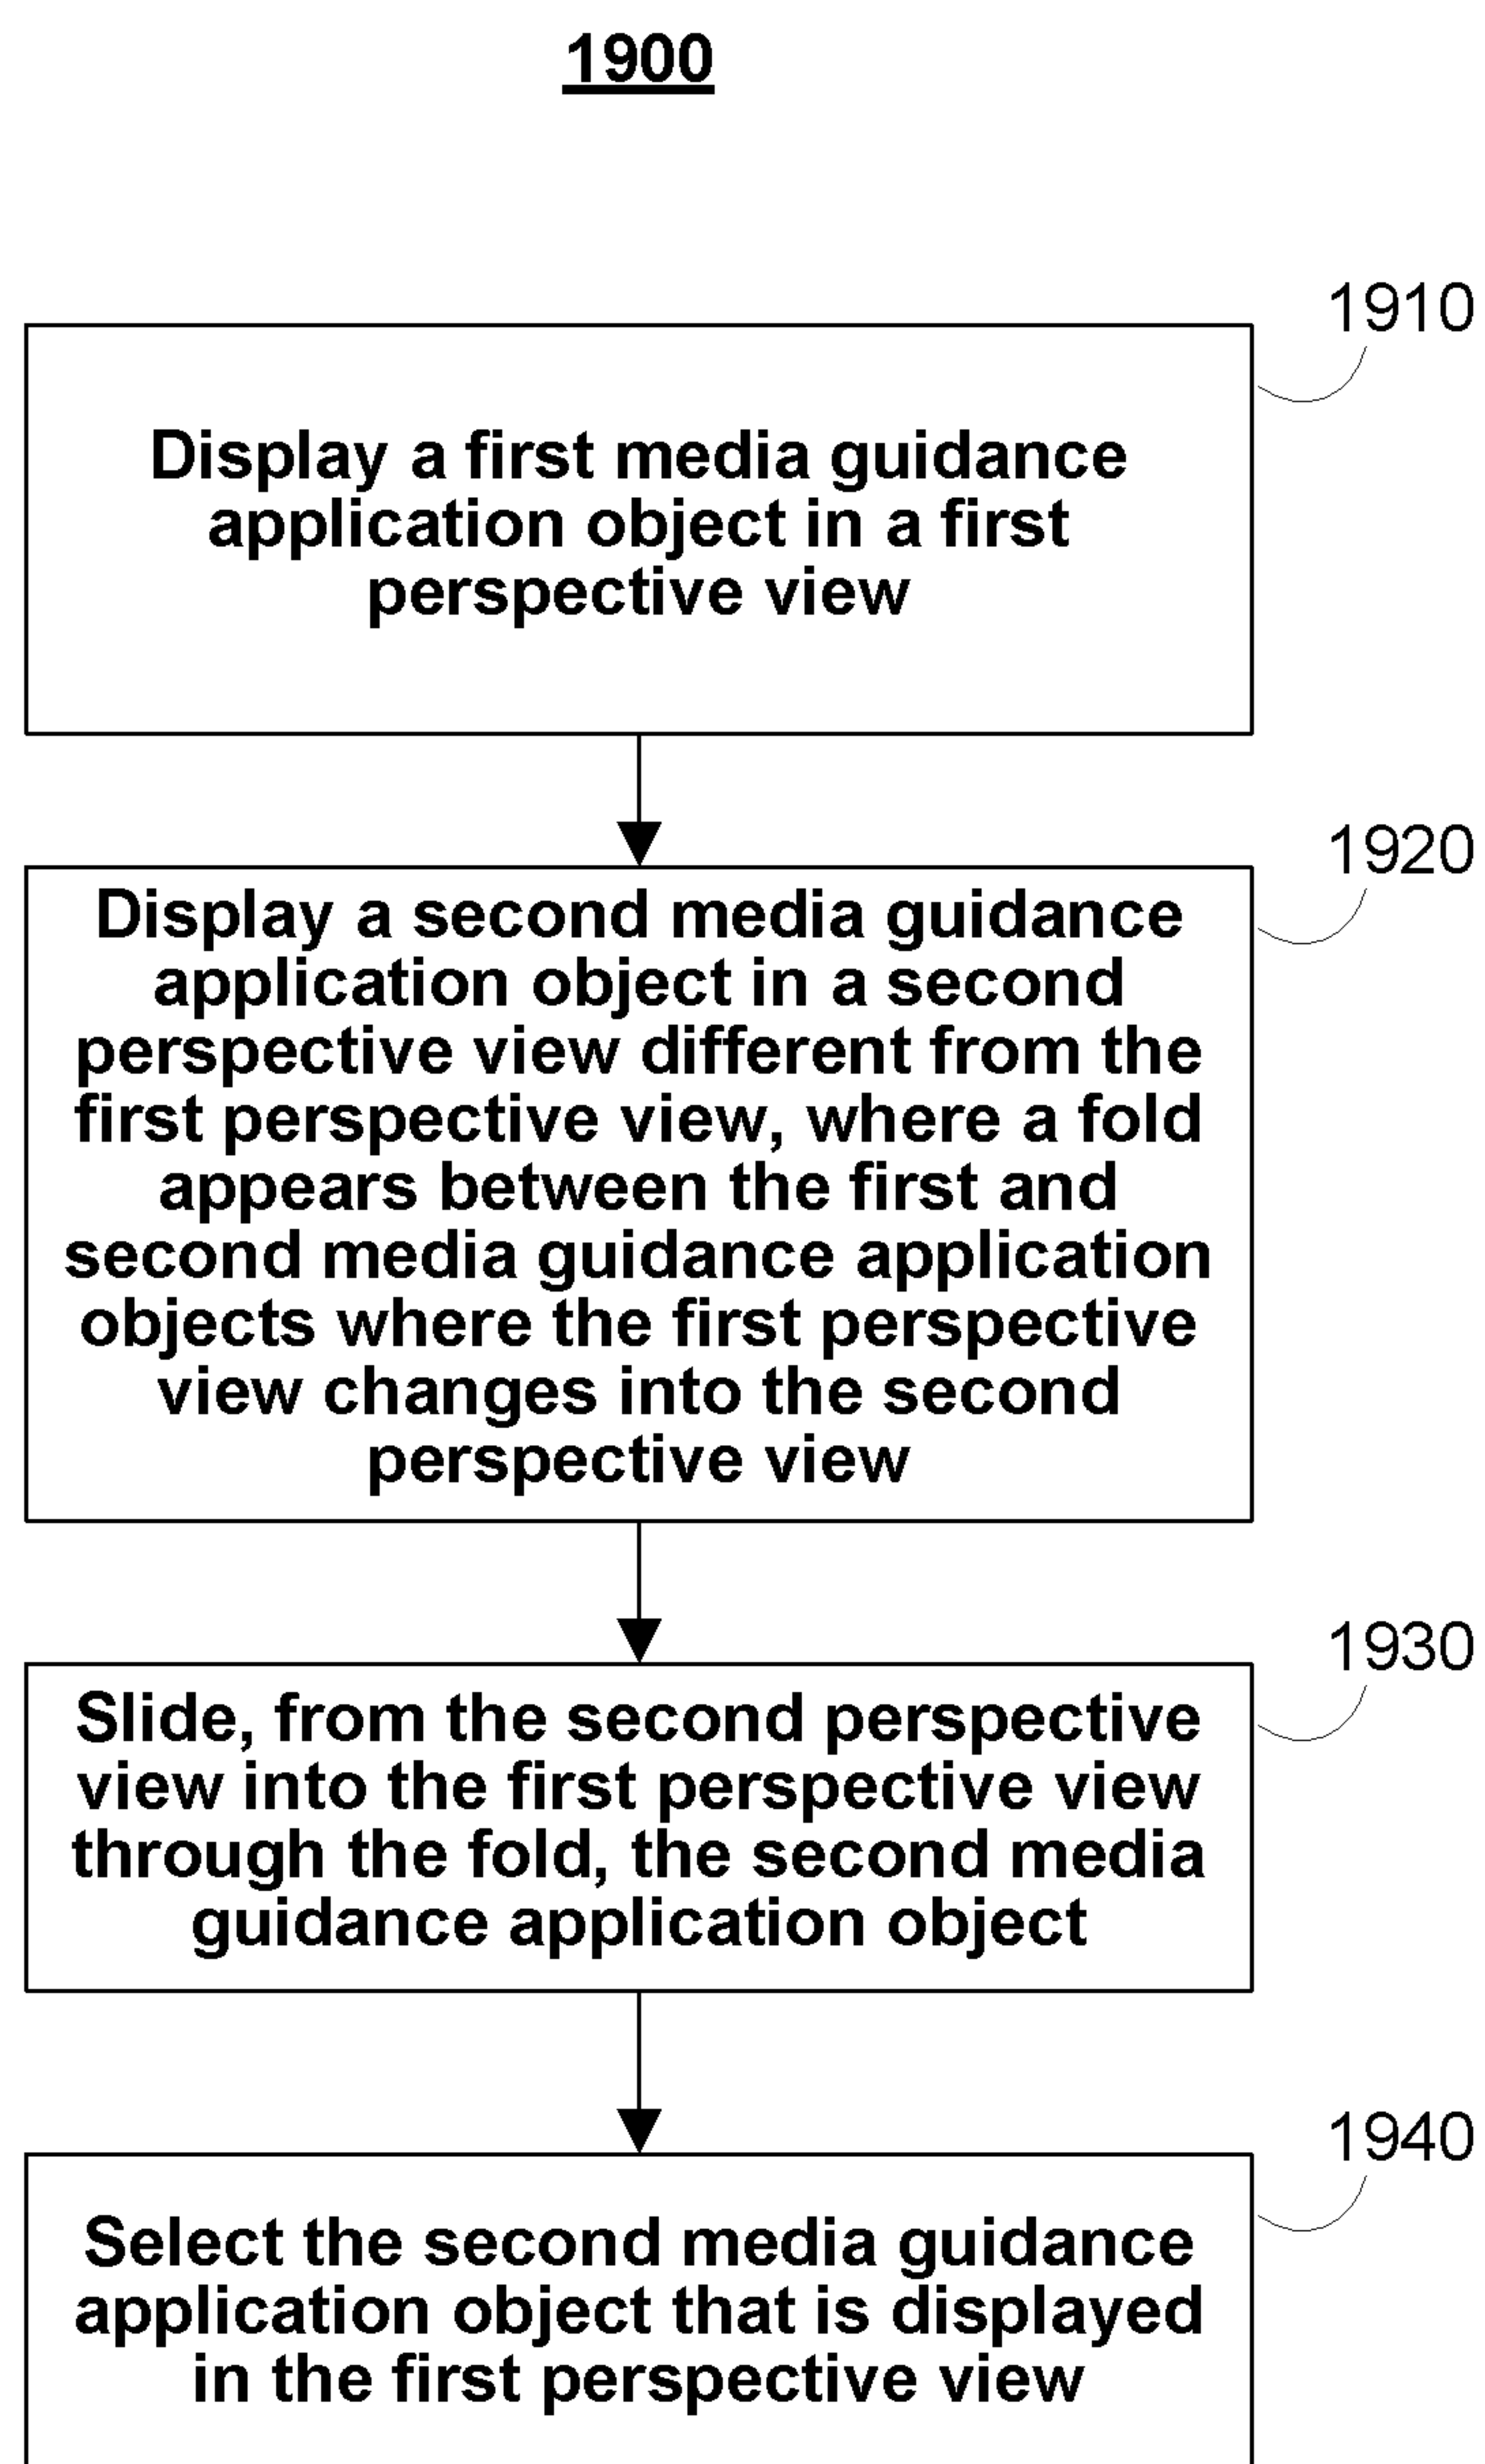 1900
1910
Display a first media guidance
application object in a first
perspective view
1920
Display a second media guidance
application object in a second
perspective view different from the
first perspective view, where a fold
appears between the first and
second media guidance application
objects where the first perspective
view changes into the second
perspective view
1930
Slide, from the second perspective
view into the first perspective view
through the fold, the second media
guidance application object
1940
Select the second media guidance
application object that is displayed
in the first perspective view